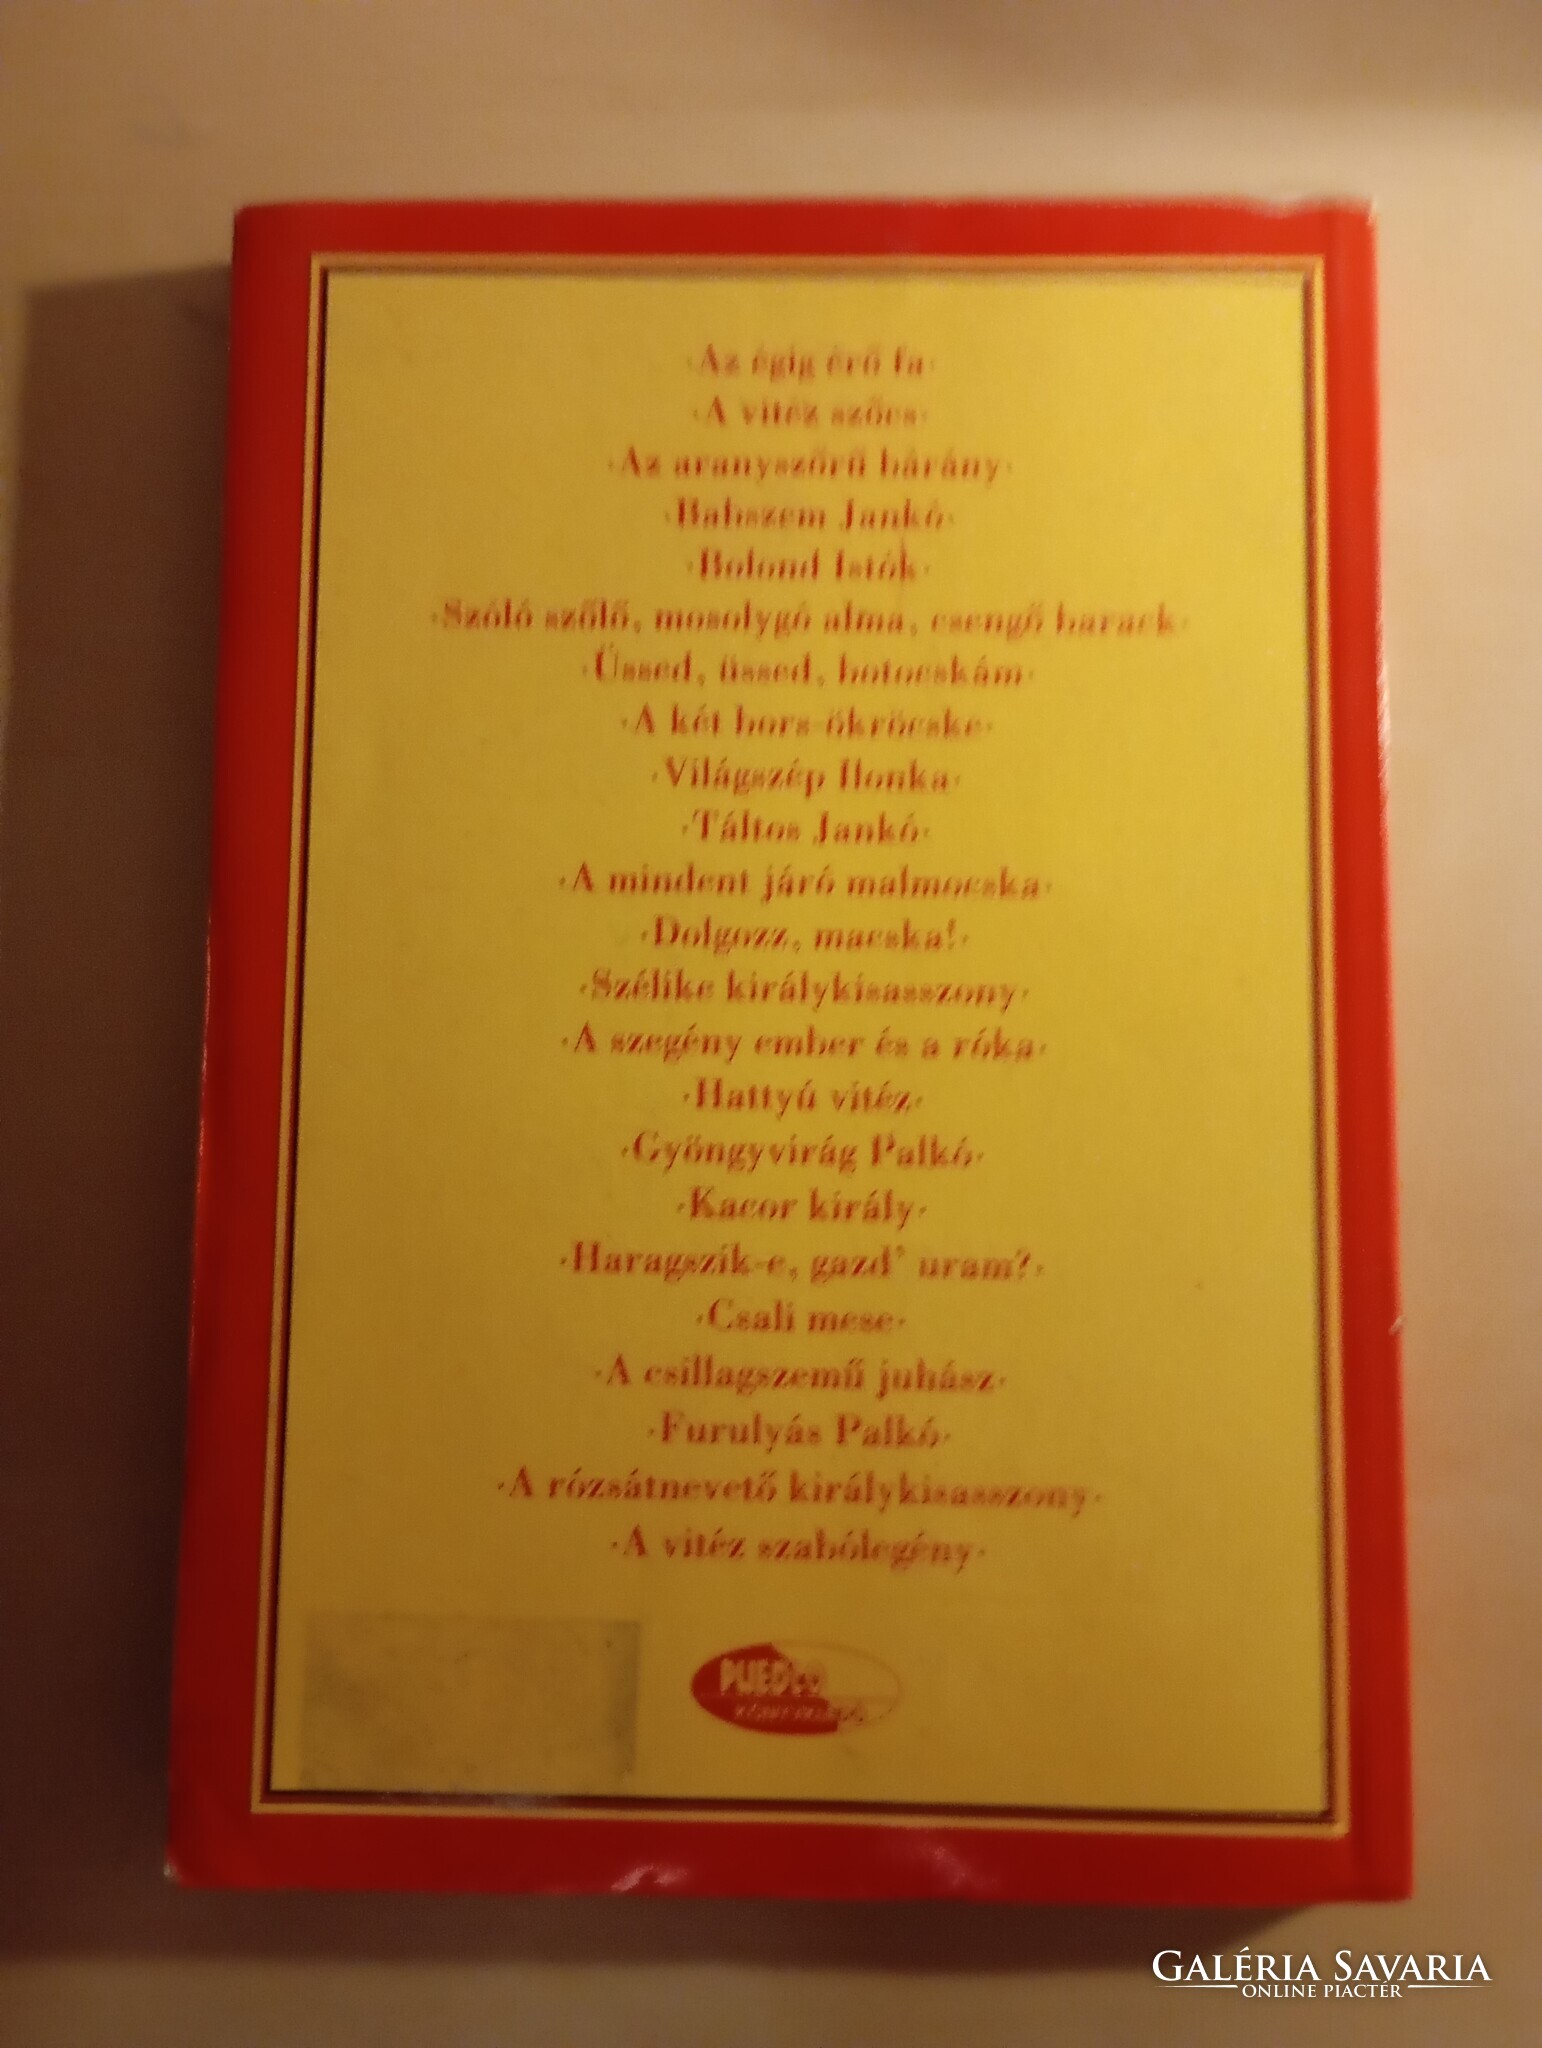 ·Az égig érő fa·
·A vitéz szőcs·
·Az aranyszőrű bárány·
·Babszem Jankó·
·Bolond Istók·
·Szóló szőlő, mosolygó alma, csengő barack·
·Üssed, üssed, botocskám·
·A két bors-ökröcske·
·Világszép Ilonka·
·Táltos Jankó·
·A mindent járó malmocska·
·Dolgozz, macska!·
·Szélike királykisasszony·
·A szegény ember és a róka·
·Hattyú vitéz·
·Gyöngyvirág Palkó·
·Kacor király·
·Haragszik-e, gazd' uram?·
·Csali mese·
·A csillagszemű juhász·
·Furulyás Palkó·
·A rózsátnevető királykisasszony·
·A vitéz szabólegény·
PUEDLO
KÖNYVKIADÓ
GALÉRIA SAVARIA
ONLINE PIACTÉR